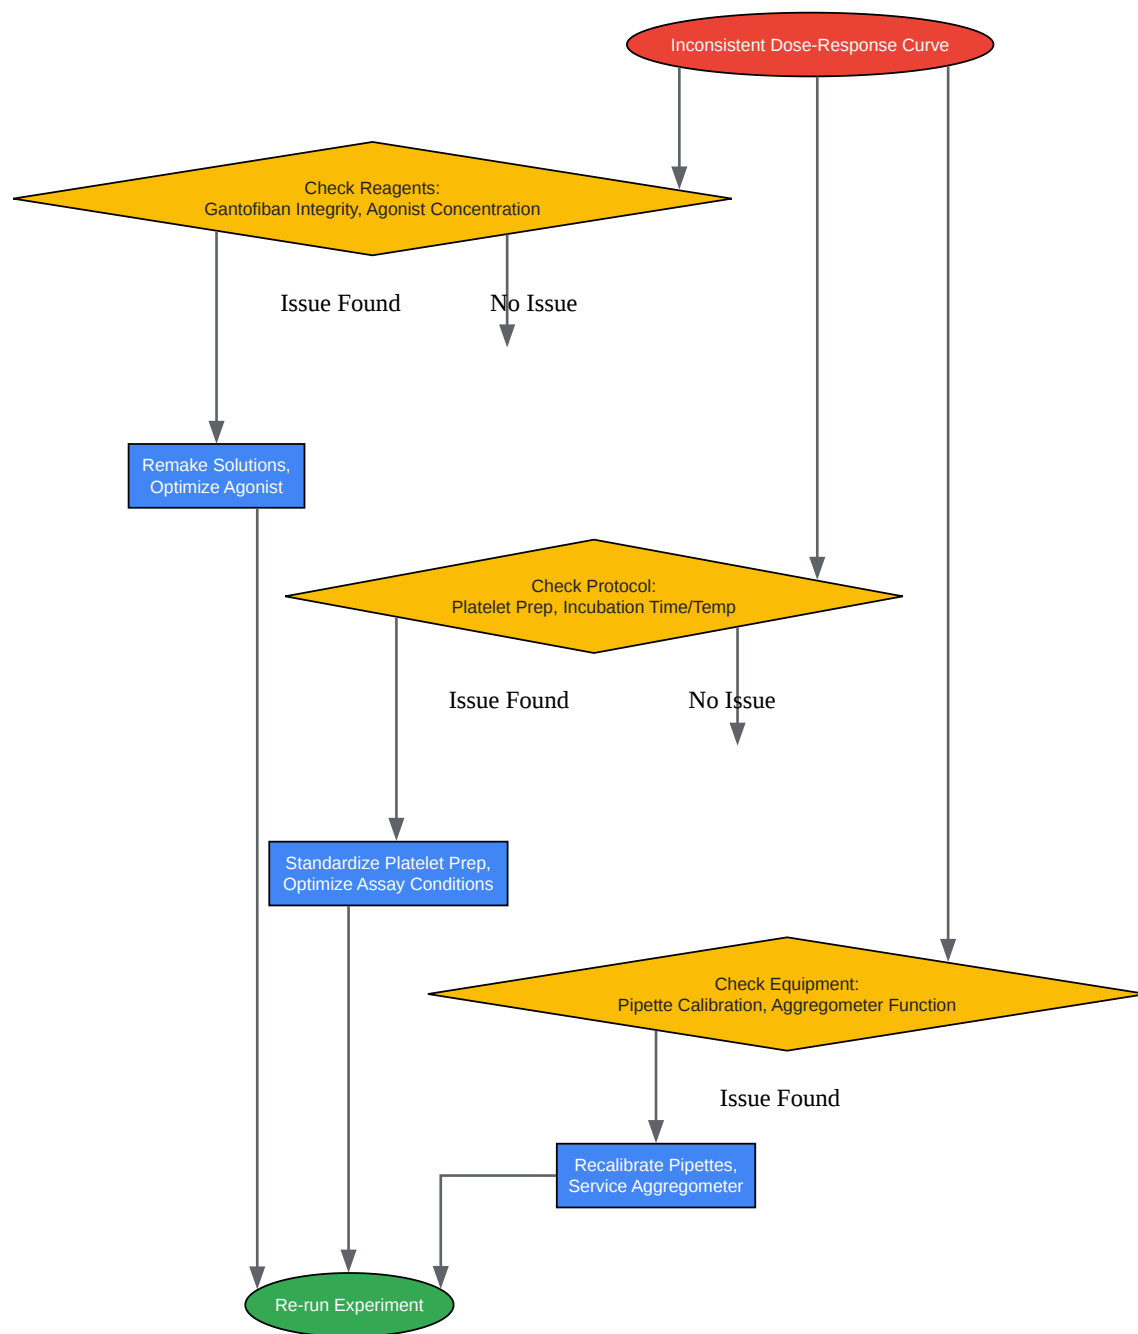 Inconsistent Dose-Response Curve
Check Reagents:
Gantofiban Integrity, Agonist Concentration
Issue Found
No Issue
Remake Solutions,
Optimize Agonist
Check Protocol:
Platelet Prep, Incubation Time/Temp
Issue Found
No Issue
Standardize Platelet Prep,
Optimize Assay Conditions
Check Equipment:
Pipette Calibration, Aggregometer Function
Issue Found
Recalibrate Pipettes,
Service Aggregometer
Re-run Experiment